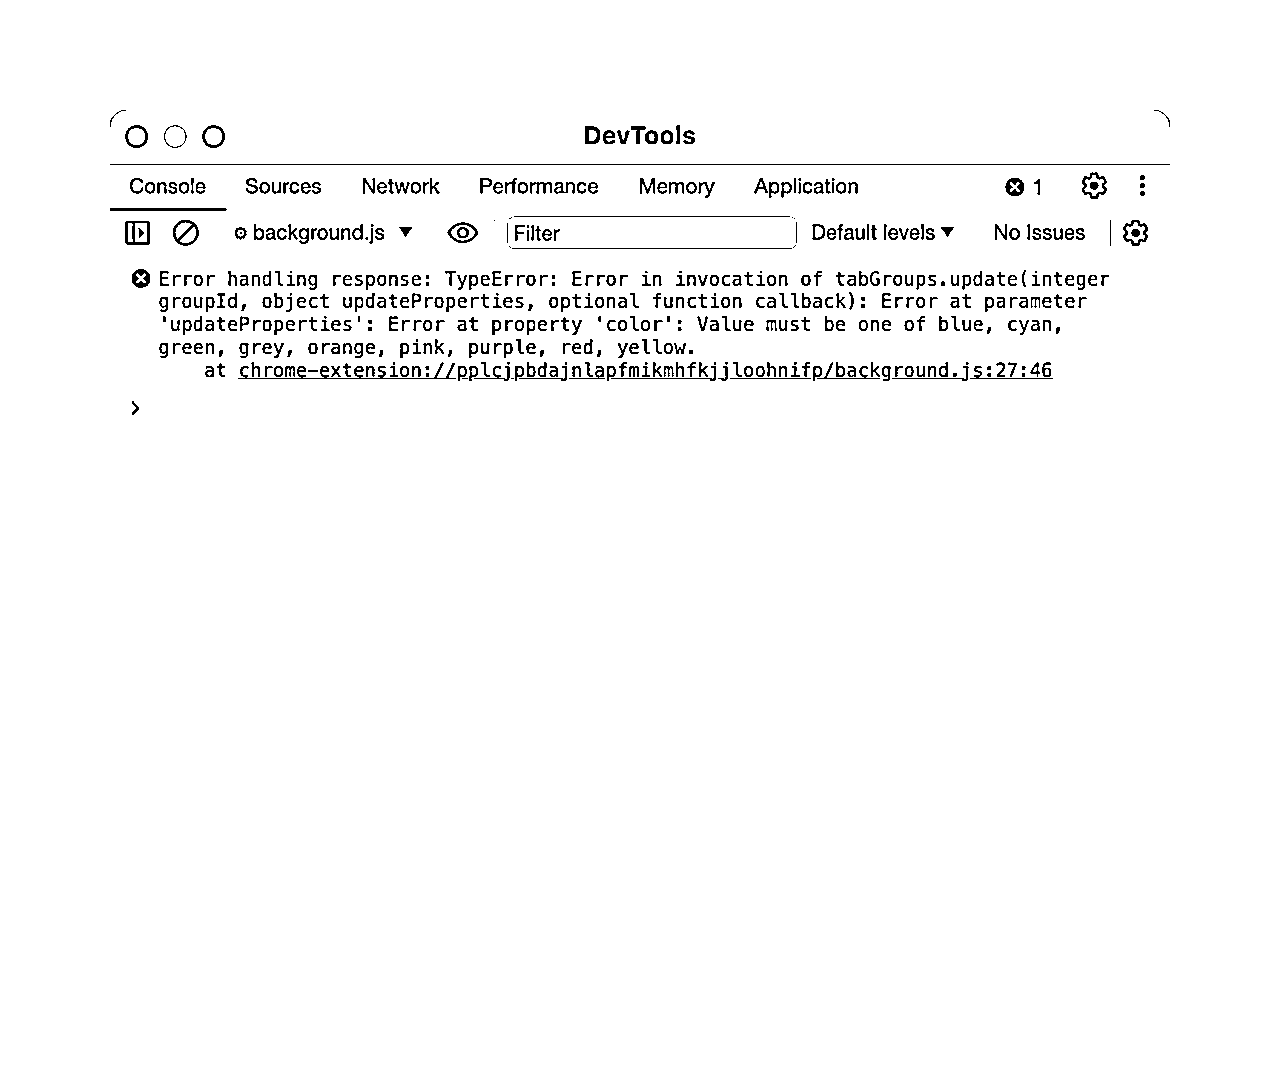 DevTools
Console Sources Network Performance Memory Application 1
background.js Filter Default levels No Issues
Error handling response: TypeError: Error in invocation of tabGroups.update(integer
groupId, object updateProperties, optional function callback): Error at parameter
'updateProperties': Error at property 'color': Value must be one of blue, cyan,
green, grey, orange, pink, purple, red, yellow.
at chrome-extension://pplcjpbdajnlapfmikmhfkjjloohnifp/background.js:27:46